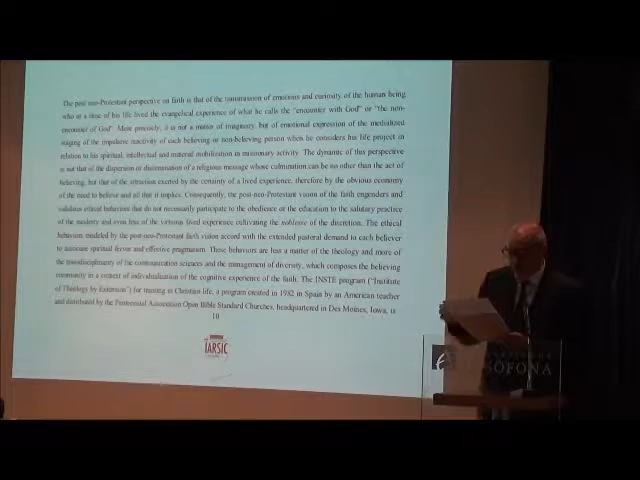 The post neo-Protestant perspective on faith is that of the transmission of emotions and curiosity of the human being
who at a time of his life lived the evangelical experience of what he calls the "encounter with God" or "the non-
encounter of God". More precisely, it is not a matter of imaginary, but of emotional expression of the mediatized
staging of the impulsive reactivity of each believing or non-believing person when he considers his life project in
relation to his spiritual, intellectual and material mobilization in missionary activity. The dynamic of this perspective
is not that of the dispersion or dissemination of a religious message whose culmination can be no other than the act of
believing, but that of the attraction exerted by the certainty of a lived experience, therefore by the obvious economy
of the need to believe and all that it implies. Consequently, the post-neo-Protestant vision of the faith engenders and
validates ethical behaviors that do not necessarily participate to the obedience or the education to the salutary practice
of the modesty and even less of the virtuous lived experience cultivating the noblesse of the discretion. The ethical
behaviors modeled by the post-neo-Protestant faith vision accord with the extended pastoral demand to each believer
to associate spiritual fervor and effective pragmatism. These behaviors are less a matter of the theology and more of
the transdisciplinarity of the communication sciences and the management of diversity, which composes the believing
community in a context of individualization of the cognitive experience of the faith. The INSTE program ("Institute
of Theology by Extension") for training in Christian life, a program created in 1982 in Spain by an American teacher
and distributed by the Pentecostal Association Open Bible Standard Churches, headquartered in Des Moines, Iowa, is
10
IARSIC
SÓFONA